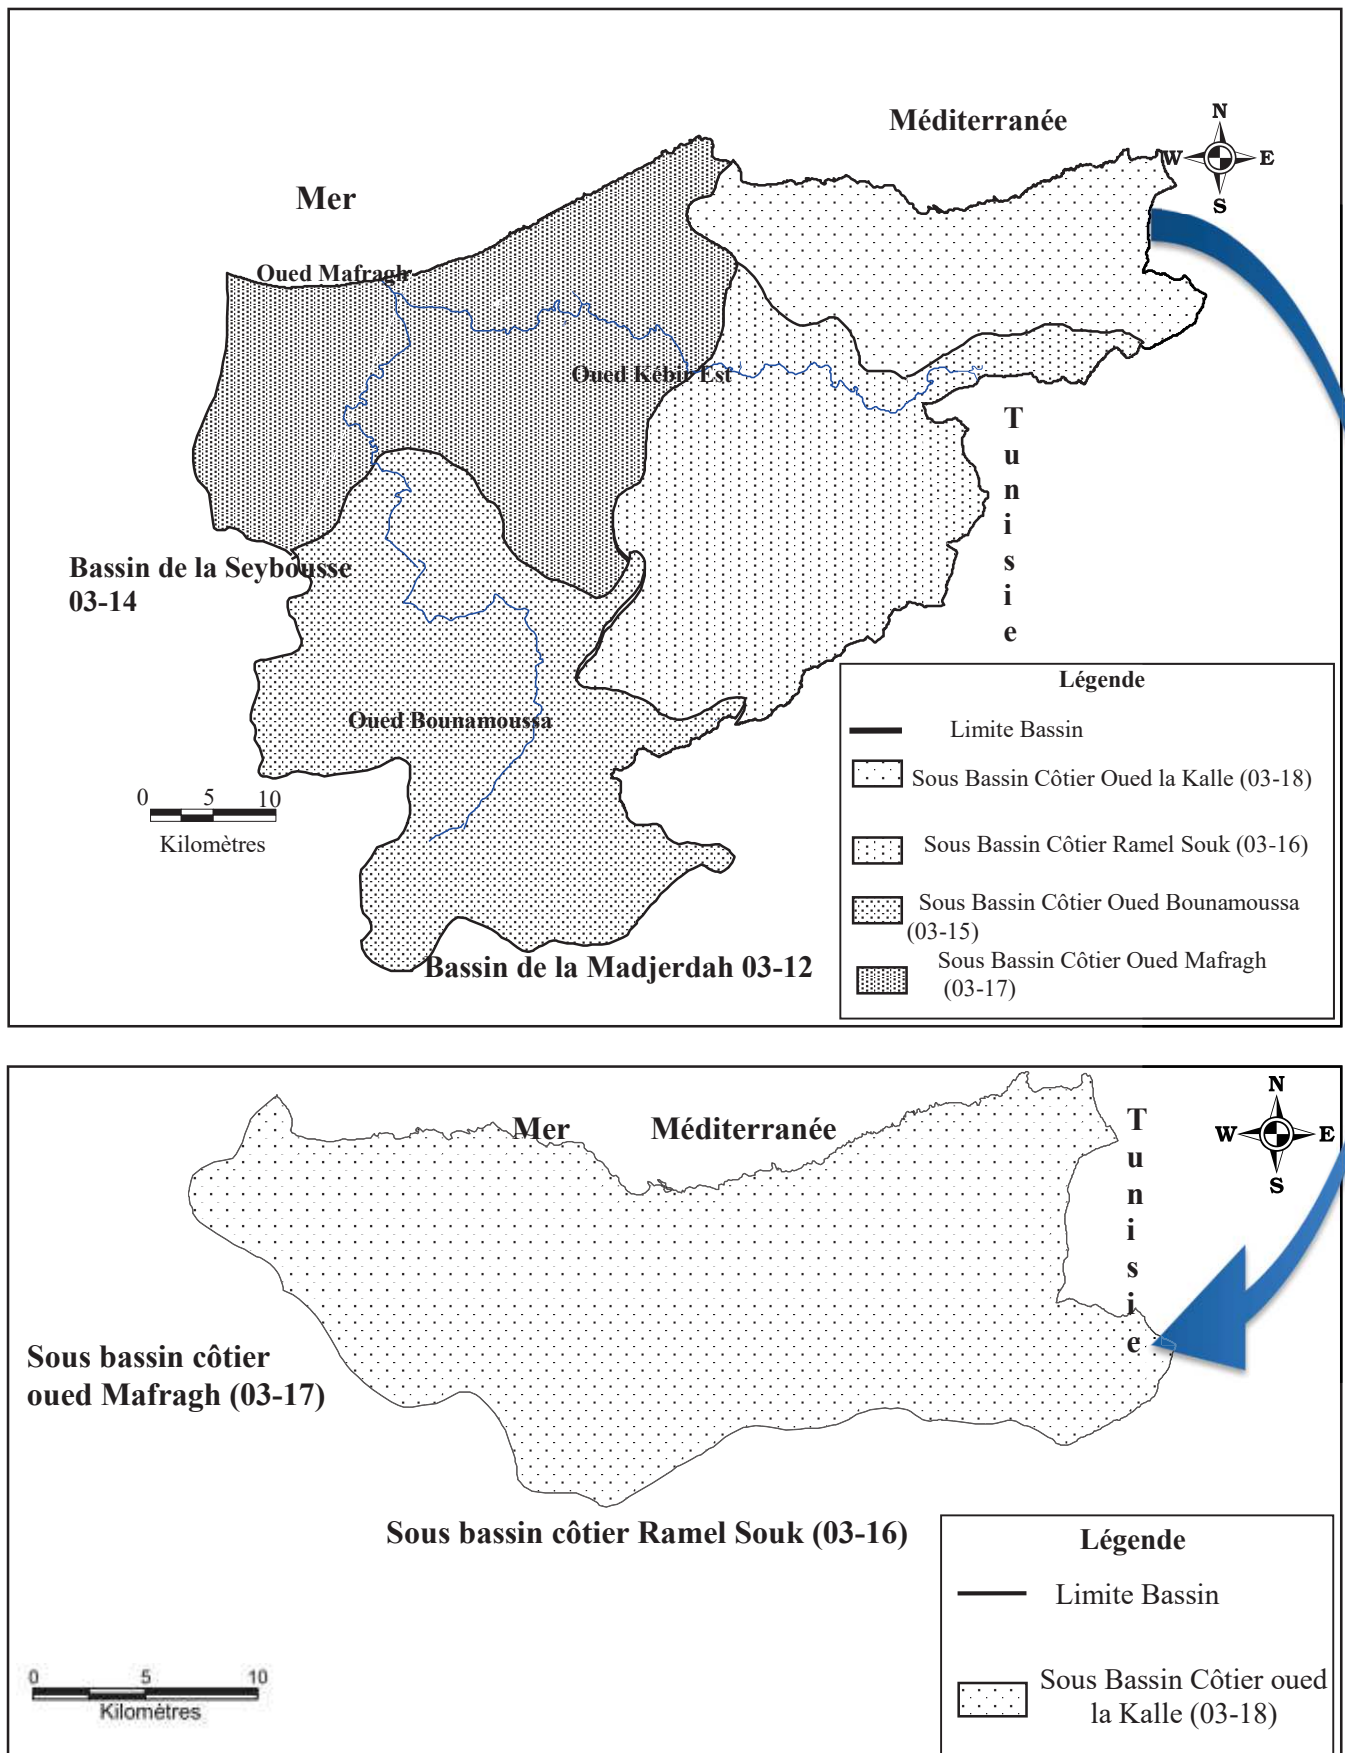 Méditerranée
N
W
E
S
Mer
Oued Mafragh
Oued Kébir Est
T
u
n
i
s
i
e
Bassin de la Seybousse
03-14
Oued Bounamoussa
0 5 10
Kilomètres
Bassin de la Madjerdah 03-12
Légende
Limite Bassin
Sous Bassin Côtier Oued la Kalle (03-18)
Sous Bassin Côtier Ramel Souk (03-16)
Sous Bassin Côtier Oued Bounamoussa
(03-15)
Sous Bassin Côtier Oued Mafragh
(03-17)
Mer Méditerranée
T
u
n
i
s
i
e
N
W
E
S
Sous bassin côtier
oued Mafragh (03-17)
Sous bassin côtier Ramel Souk (03-16)
0 5 10
Kilomètres
Légende
Limite Bassin
Sous Bassin Côtier oued
la Kalle (03-18)